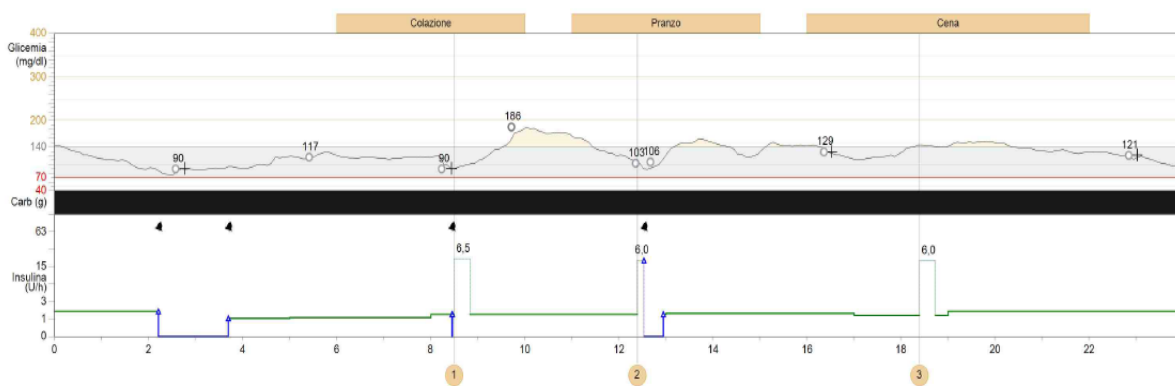 Colazione Pranzo Cena
400
Glicemia
(mg/dl)
300
200
186
140
129
121
117
103 106
90
90
70
40
Carb (g)
63
6,5 6,0 6,0
15
Insulina
(U/h)
3
1
0
0 2 4 6 8 10 12 14 16 18 20 22
1 2 3